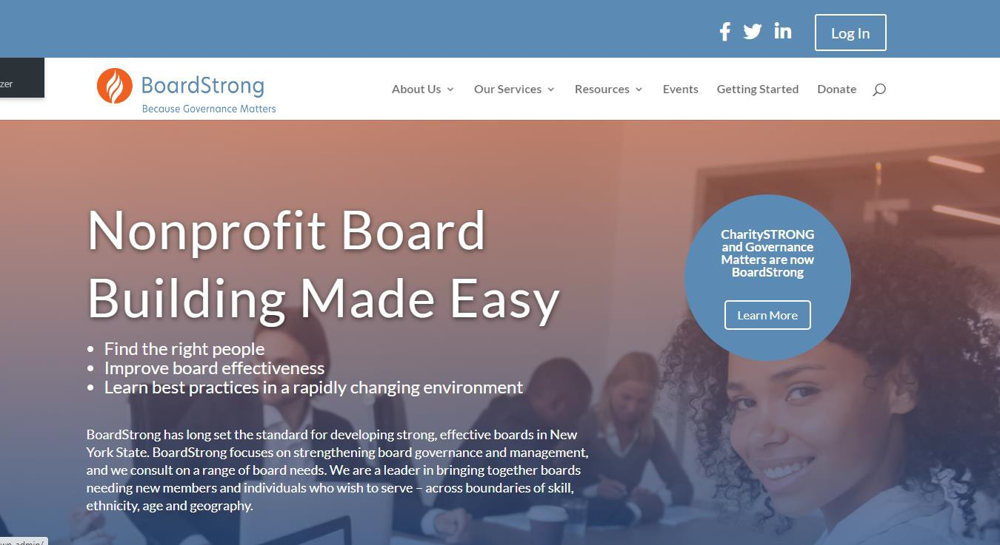 Log In
zer
BoardStrong
Because Governance Matters
About Us
Our Services
Resources
Events
Getting Started
Donate
Nonprofit Board
Building Made Easy
CharitySTRONG
and Governance
Matters are now
BoardStrong
Learn More
• Find the right people
• Improve board effectiveness
• Learn best practices in a rapidly changing environment
BoardStrong has long set the standard for developing strong, effective boards in New
York State. BoardStrong focuses on strengthening board governance and management,
and we consult on a range of board needs. We are a leader in bringing together boards
needing new members and individuals who wish to serve – across boundaries of skill,
ethnicity, age and geography.